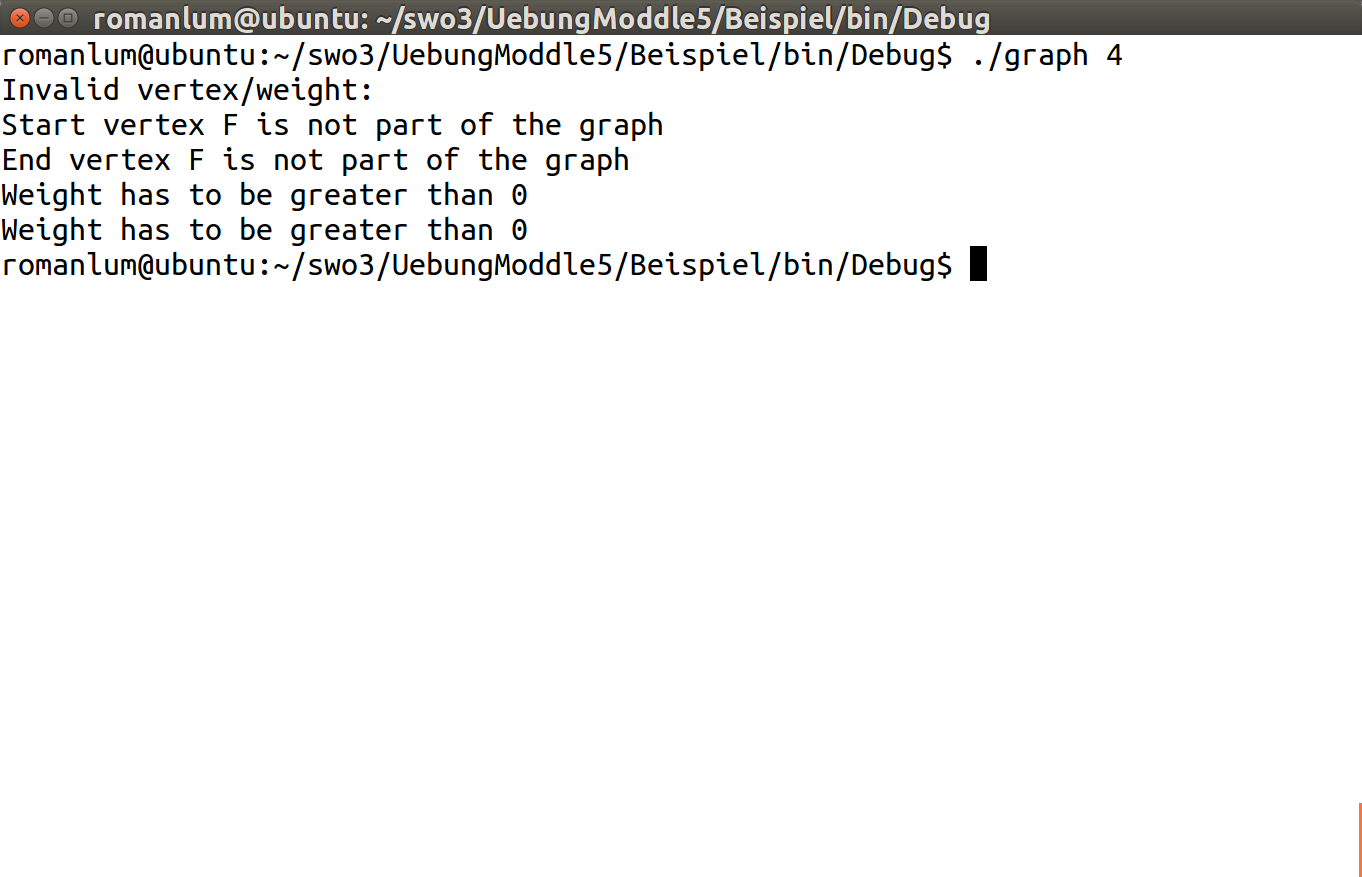 romanlum@ubuntu: ~/swo3/UebungModdle5/Beispiel/bin/Debug
romanlum@ubuntu:~/swo3/UebungModdle5/Beispiel/bin/Debug$ ./graph 4
Invalid vertex/weight:
Start vertex F is not part of the graph
End vertex F is not part of the graph
Weight has to be greater than 0
Weight has to be greater than 0
romanlum@ubuntu:~/swo3/UebungModdle5/Beispiel/bin/Debug$